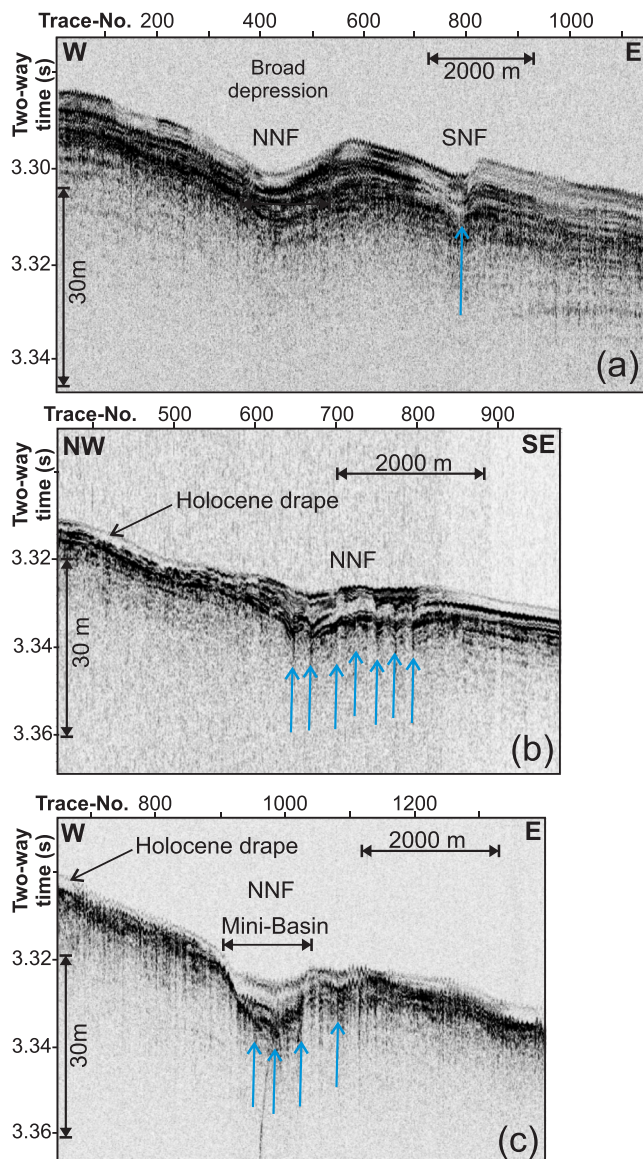 Trace-No. 200 400 600 800 1000
W E
Broad
depression
2000 m
NNF SNF
Two-way
time (s)
3.30
3.32
3.34
30m
(a)
Trace-No. 500 600 700 800 900
NW SE
2000 m
Holocene drape
NNF
Two-way
time (s)
3.32
3.34
3.36
30 m
(b)
Trace-No. 800 1000 1200
W E
2000 m
Holocene drape
NNF
Mini-Basin
Two-way
time (s)
3.32
3.34
3.36
30m
(c)